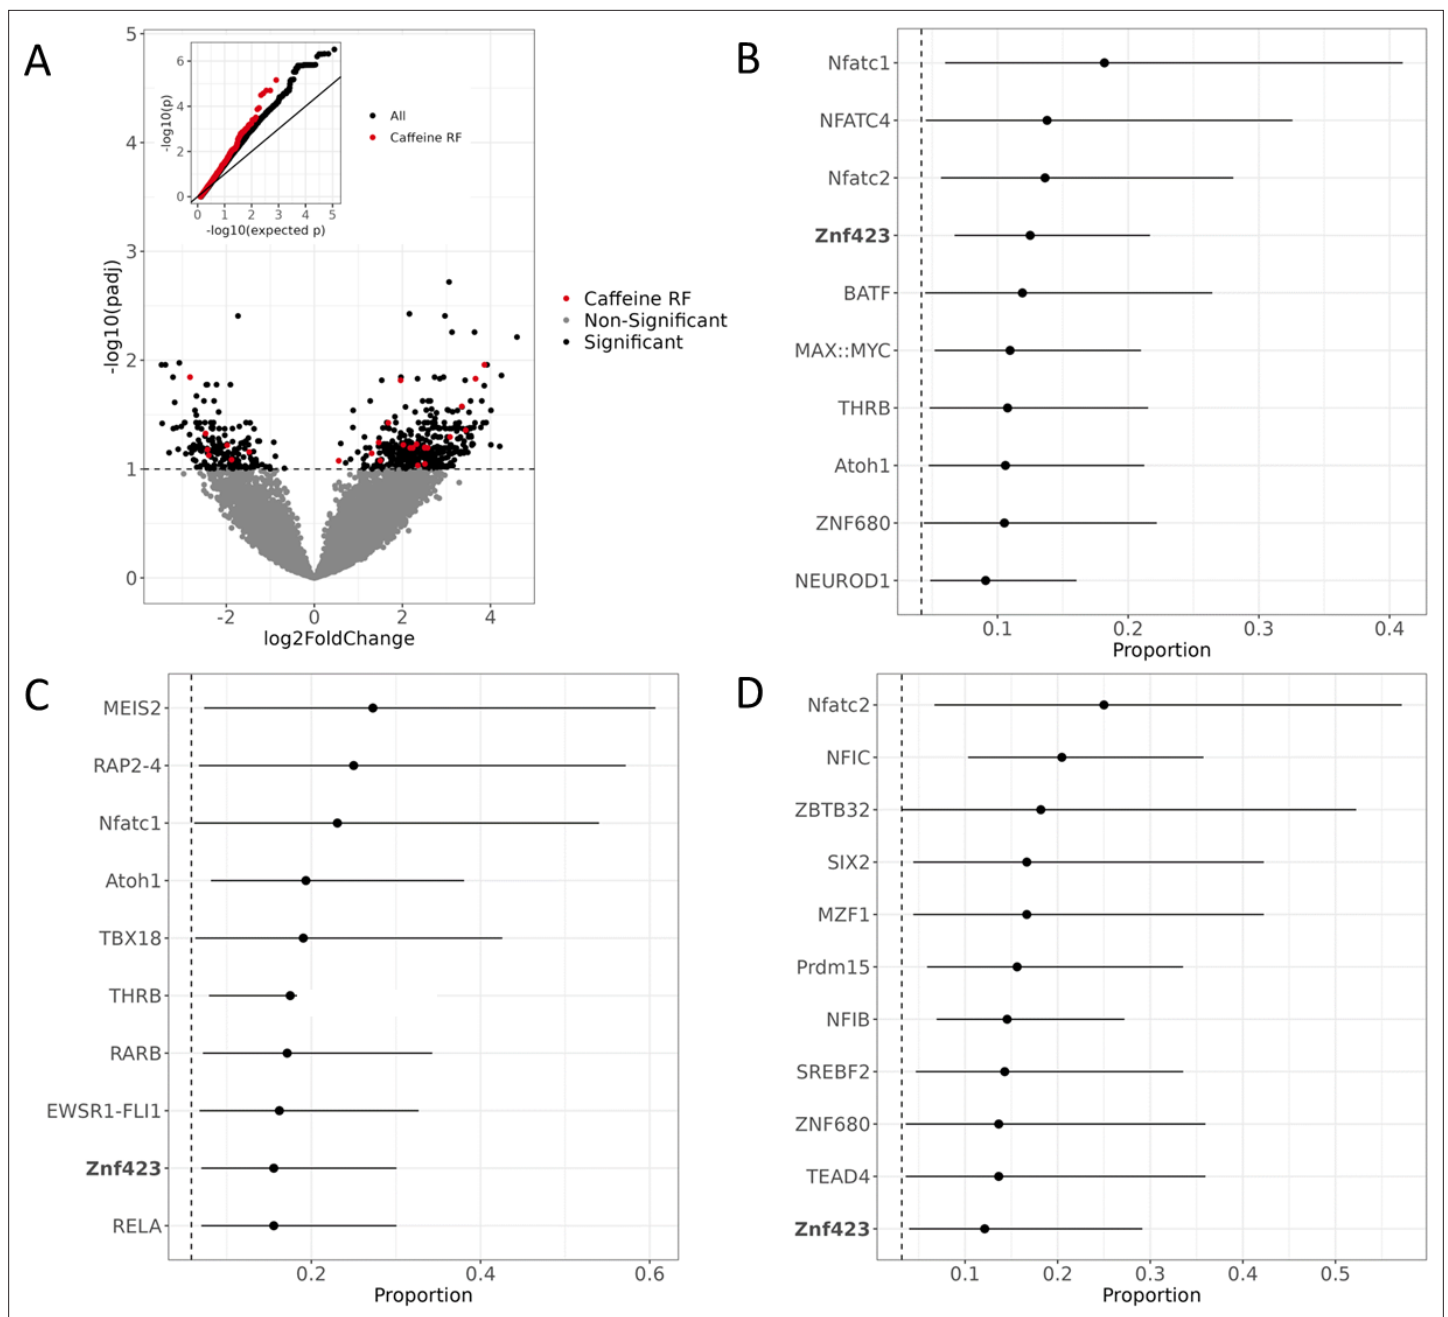 A
5
4
3
2
1
0
-log10(padj)
-2
0
2
4
log2FoldChange
6
4
2
0
-log10(p)
0
1
2
3
4
5
-log10(expected p)
All
Caffeine RF
Caffeine RF
Non-Significant
Significant
B
Nfatc1
NFATC4
Nfatc2
Znf423
BATF
MAX::MYC
THRB
Atoh1
ZNF680
NEUROD1
0.1
0.2
0.3
0.4
Proportion
C
MEIS2
RAP2-4
Nfatc1
Atoh1
TBX18
THRB
RARB
EWSR1-FLI1
Znf423
RELA
0.2
0.4
0.6
Proportion
D
Nfatc2
NFIC
ZBTB32
SIX2
MZF1
Prdm15
NFIB
SREBF2
ZNF680
TEAD4
Znf423
0.1
0.2
0.3
0.4
0.5
Proportion